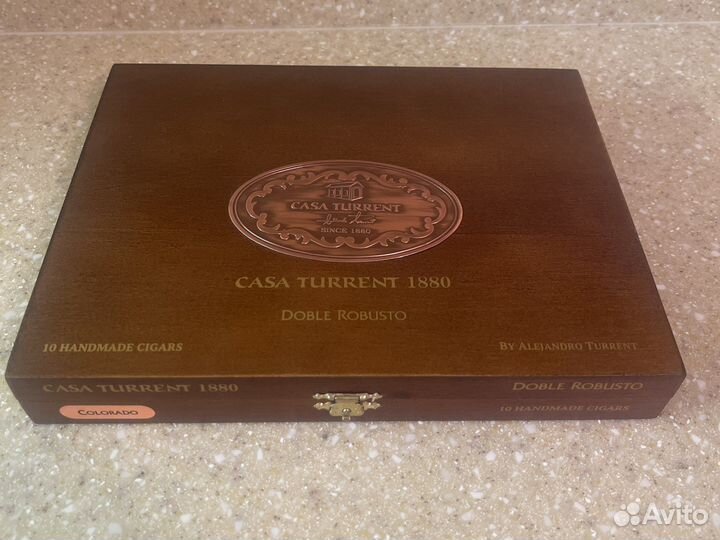 CASA TURRENT
SINCE 1880
CASA TURRENT 1880
DOBLE ROBUSTO
10 HANDMADE CIGARS
BY ALEJANDRO TURRENT
CASA TURRENT 1880
DOBLE ROBUSTO
COLORADO
10 HANDMADE CIGARS
Avito